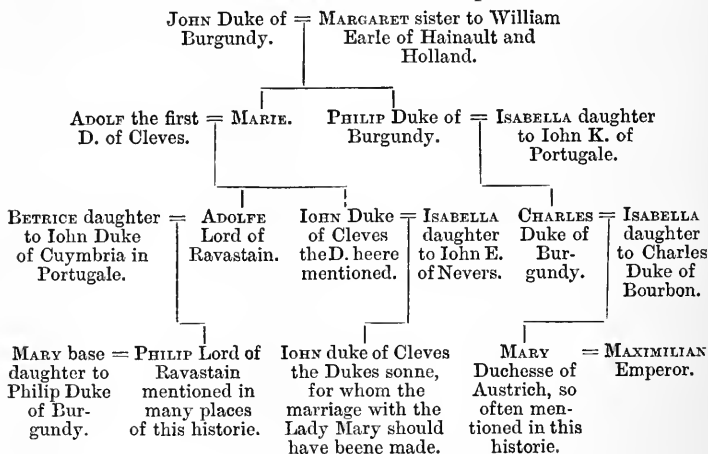 JOHN Duke of = MARGARET sister to William
Burgundy. Earle of Hainault and
Holland.
ADOLF the first = MARIE. PHILIP Duke of = ISABELLA daughter
D. of Cleves. Burgundy. to Iohn K. of
Portugale.
BETRICE daughter = ADOLFE IOHN Duke = ISABELLA CHARLES = ISABELLA
to Iohn Duke Lord of of Cleves daughter Duke of daughter
of Cuymbria in Ravastain. the D. heere to Iohn E. Bur- to Charles
Portugale. mentioned. of Nevers. gundy. Duke of
Bourbon.
MARY base = PHILIP Lord of IOHN duke of Cleves MARY = MAXIMILIAN
daughter to Ravastain the Dukes sonne, Duchesse of Emperor.
Philip Duke mentioned in for whom the Austrich, so
of Bur- many places marriage with the often men-
gundy. of this historie. Lady Mary should tioned in this
have beene made. historie.